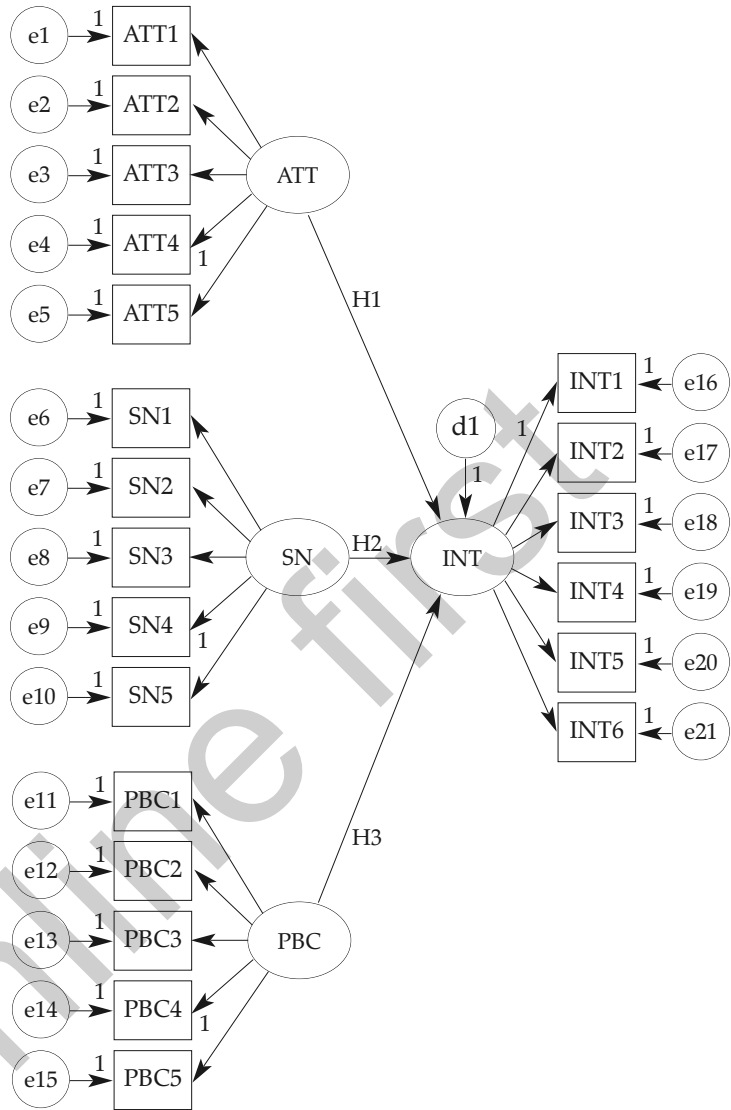 e1 1 ATT1
e2 1 ATT2
e3 1 ATT3
e4 1 ATT4
1
e5 1 ATT5
ATT
H1
e6 1 SN1
e7 1 SN2
e8 1 SN3
e9 1 SN4
1
e10 1 SN5
SN
H2
e11 1 PBC1
e12 1 PBC2
e13 1 PBC3
e14 1 PBC4
1
e15 1 PBC5
PBC
H3
d1
1
INT
1
INT1 1 e16
INT2 1 e17
INT3 1 e18
INT4 1 e19
INT5 1 e20
INT6 1 e21
nline first